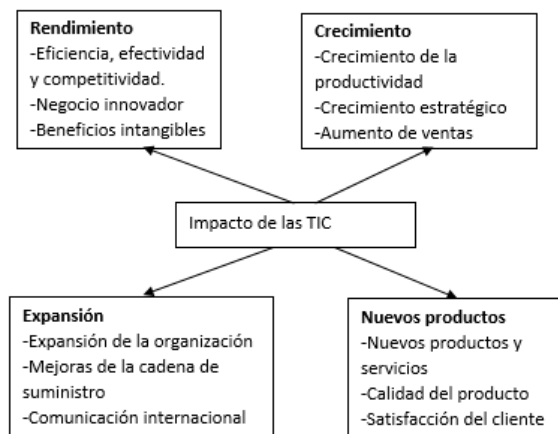 Rendimiento
-Eficiencia, efectividad
y competitividad.
-Negocio innovador
-Beneficios intangibles
Crecimiento
-Crecimiento de la
productividad
-Crecimiento estratégico
-Aumento de ventas
Impacto de las TIC
Expansión
-Expansión de la organización
-Mejoras de la cadena de
suministro
-Comunicación internacional
Nuevos productos
-Nuevos productos y
servicios
-Calidad del producto
-Satisfacción del cliente